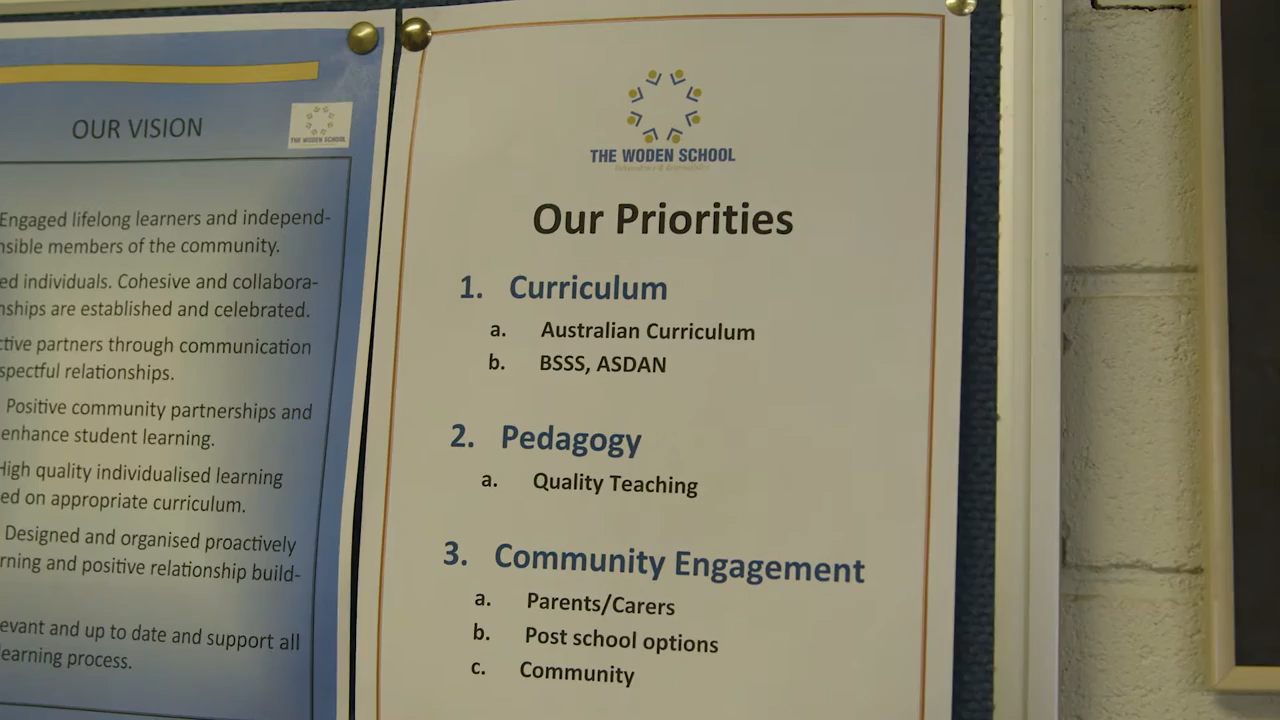 OUR VISION
THE WODEN SCHOOL
Engaged lifelong learners and independ-
nsible members of the community.
ed individuals. Cohesive and collabora-
nships are established and celebrated.
ctive partners through communication
spectful relationships.
Positive community partnerships and
enhance student learning.
High quality individualised learning
ed on appropriate curriculum.
Designed and organised proactively
rning and positive relationship build-
evant and up to date and support all
learning process.
THE WODEN SCHOOL
Our Priorities
1. Curriculum
a. Australian Curriculum
b. BSSS, ASDAN
2. Pedagogy
a. Quality Teaching
3. Community Engagement
a. Parents/Carers
b. Post school options
c. Community